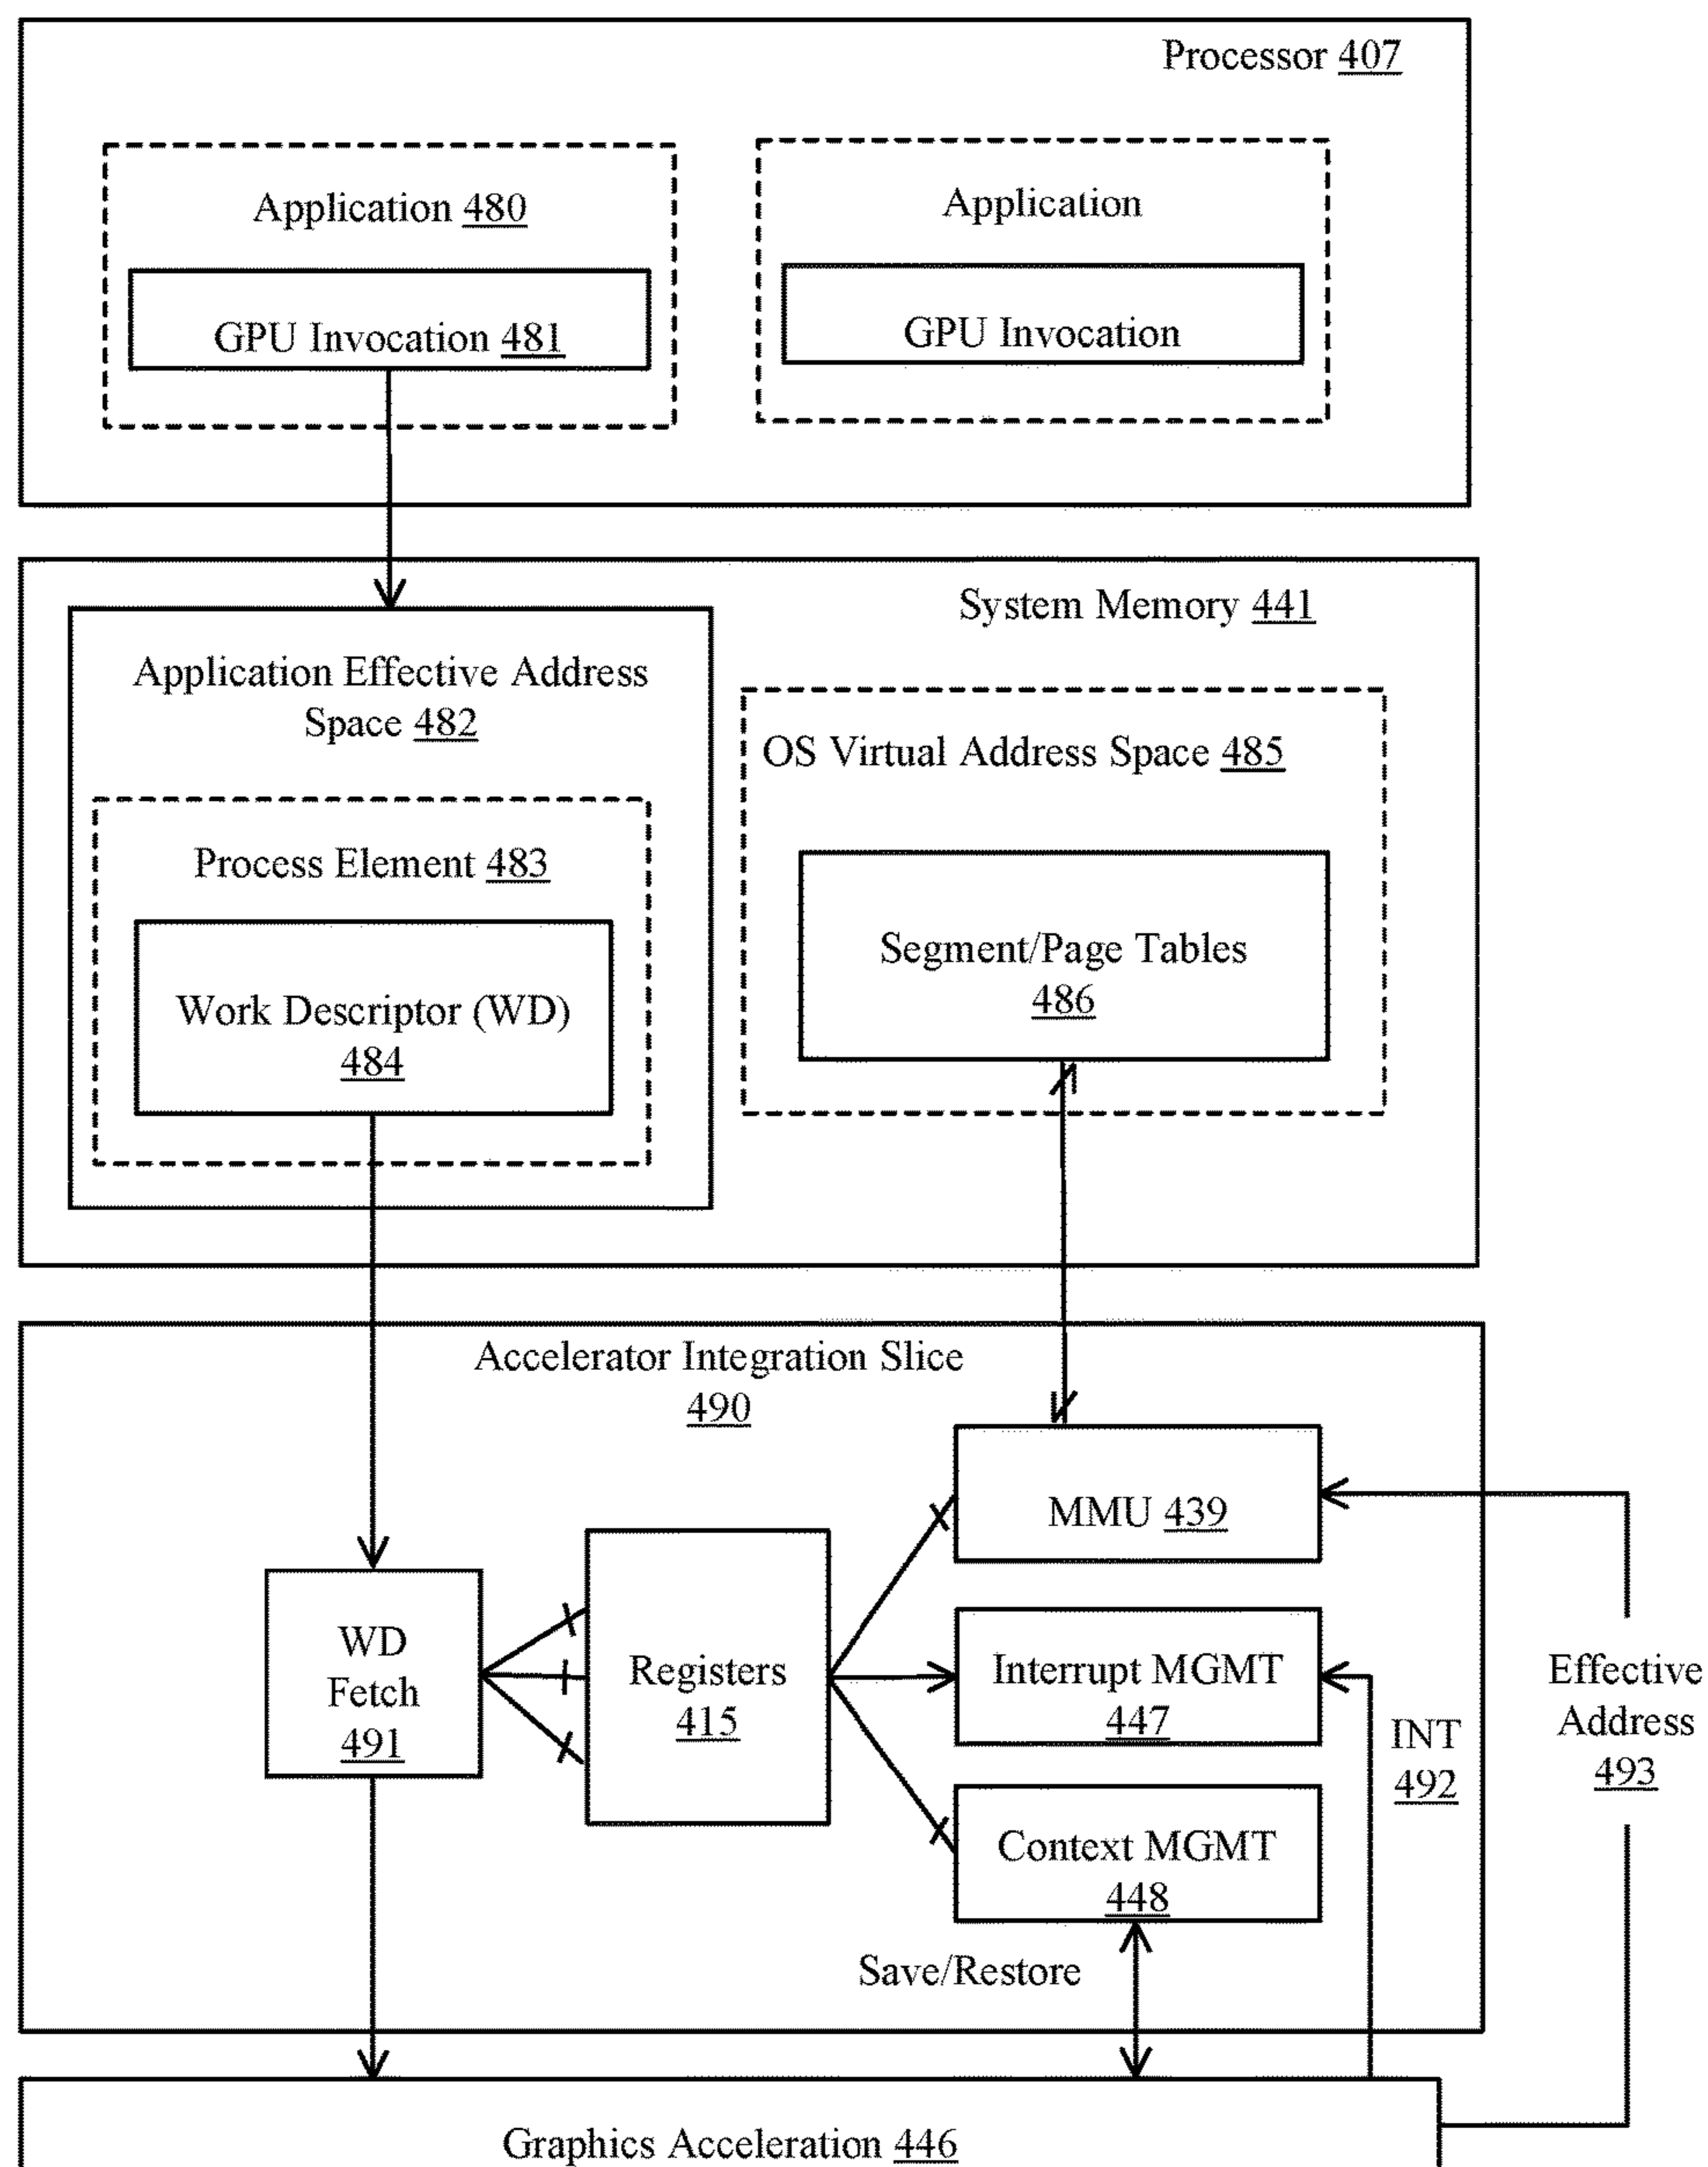 Processor 407
Application 480
GPU Invocation 481
Application
GPU Invocation
System Memory 441
Application Effective Address
Space 482
Process Element 483
Work Descriptor (WD)
484
OS Virtual Address Space 485
Segment/Page Tables
486
Accelerator Integration Slice
490
WD
Fetch
491
Registers
415
MMU 439
Interrupt MGMT
447
Context MGMT
448
Save/Restore
INT
492
Effective
Address
493
Graphics Acceleration 446